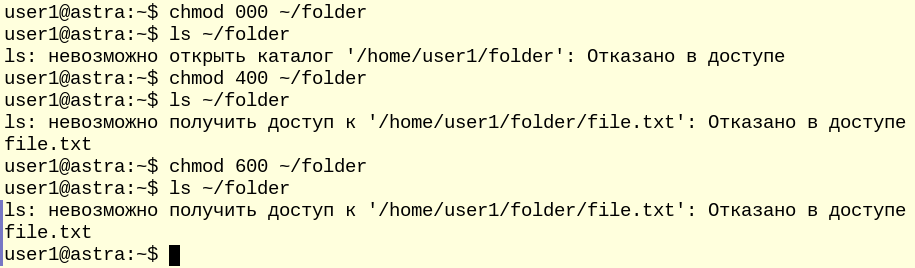 user1@astra:~$ chmod 000 ~/folder
user1@astra:~$ ls ~/folder
ls: невозможно открыть каталог '/home/user1/folder': Отказано в доступе
user1@astra:~$ chmod 400 ~/folder
user1@astra:~$ ls ~/folder
ls: невозможно получить доступ к '/home/user1/folder/file.txt': Отказано в доступе
file.txt
user1@astra:~$ chmod 600 ~/folder
user1@astra:~$ ls ~/folder
ls: невозможно получить доступ к '/home/user1/folder/file.txt': Отказано в доступе
file.txt
user1@astra:~$